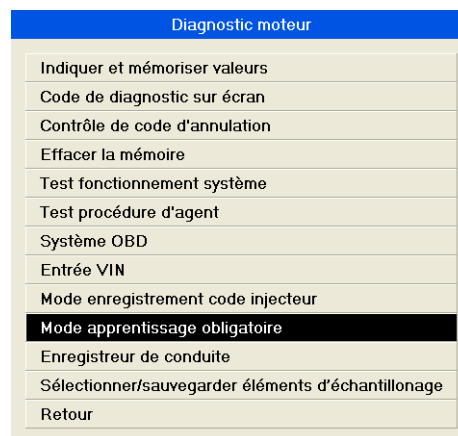 Diagnostic moteur
Indiquer et mémoriser valeurs
Code de diagnostic sur écran
Contrôle de code d'annulation
Effacer la mémoire
Test fonctionnement système
Test procédure d'agent
Système OBD
Entrée VIN
Mode enregistrement code injecteur
Mode apprentissage obligatoire
Enregistreur de conduite
Sélectionner/sauvegarder éléments d'échantillonage
Retour